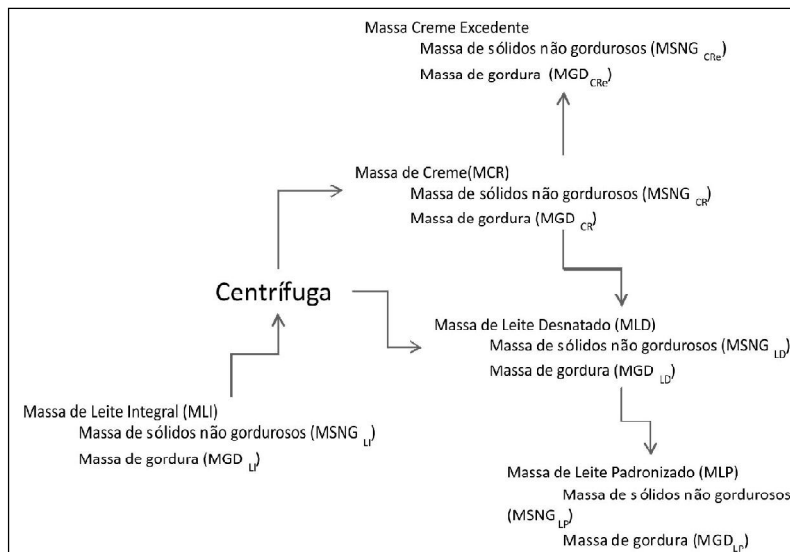 Massa Creme Excedente
Massa de sólidos não gordurosos (MSNG CRe)
Massa de gordura (MGD CRe)
Massa de Creme(MCR)
Massa de sólidos não gordurosos (MSNG CR)
Massa de gordura (MGD CR)
Centrífuga
Massa de Leite Desnatado (MLD)
Massa de sólidos não gordurosos (MSNG LD)
Massa de gordura (MGD LD)
Massa de Leite Integral (MLI)
Massa de sólidos não gordurosos (MSNG LI)
Massa de gordura (MGD LI)
Massa de Leite Padronizado (MLP)
Massa de sólidos não gordurosos
(MSNG LP)
Massa de gordura (MGD LP)